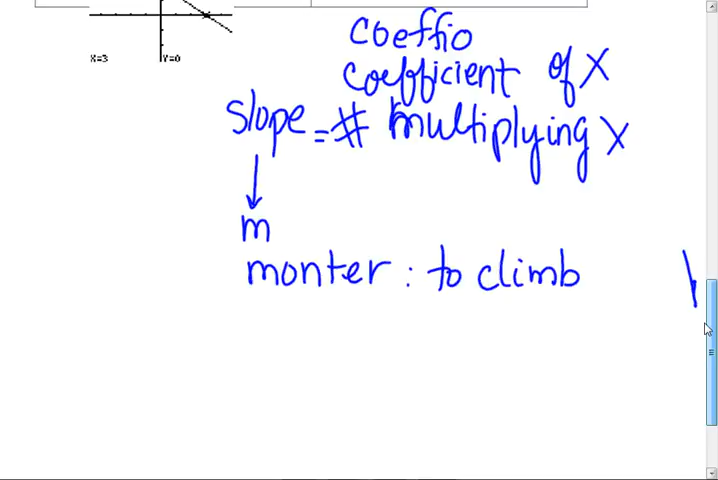 X=3 Y=0
coeffio
coefficient of X
slope = # multiplying X
m
monter : to climb